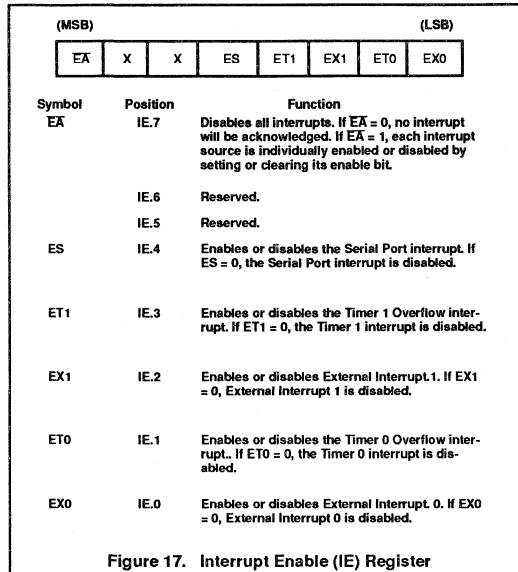 (MSB) (LSB)
E̅A̅ X X ES ET1 EX1 ET0 EX0
Symbol Position Function
E̅A̅ IE.7 Disables all interrupts. If E̅A̅ = 0, no interrupt
will be acknowledged. If E̅A̅ = 1, each interrupt
source is individually enabled or disabled by
setting or clearing its enable bit.
IE.6 Reserved.
IE.5 Reserved.
ES IE.4 Enables or disables the Serial Port interrupt. If
ES = 0, the Serial Port interrupt is disabled.
ET1 IE.3 Enables or disables the Timer 1 Overflow inter-
rupt. If ET1 = 0, the Timer 1 interrupt is disabled.
EX1 IE.2 Enables or disables External Interrupt.1. If EX1
= 0, External Interrupt 1 is disabled.
ET0 IE.1 Enables or disables the Timer 0 Overflow inter-
rupt.. If ET0 = 0, the Timer 0 interrupt is dis-
abled.
EX0 IE.0 Enables or disables External Interrupt. 0. If EX0
= 0, External Interrupt 0 is disabled.
Figure 17. Interrupt Enable (IE) Register